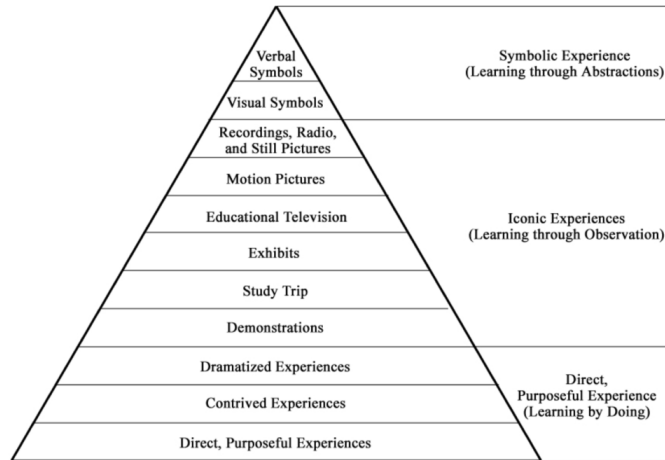 Verbal
Symbols
Visual Symbols
Recordings, Radio,
and Still Pictures
Motion Pictures
Educational Television
Exhibits
Study Trip
Demonstrations
Dramatized Experiences
Contrived Experiences
Direct, Purposeful Experiences
Symbolic Experience
(Learning through Abstractions)
Iconic Experiences
(Learning through Observation)
Direct,
Purposeful Experience
(Learning by Doing)